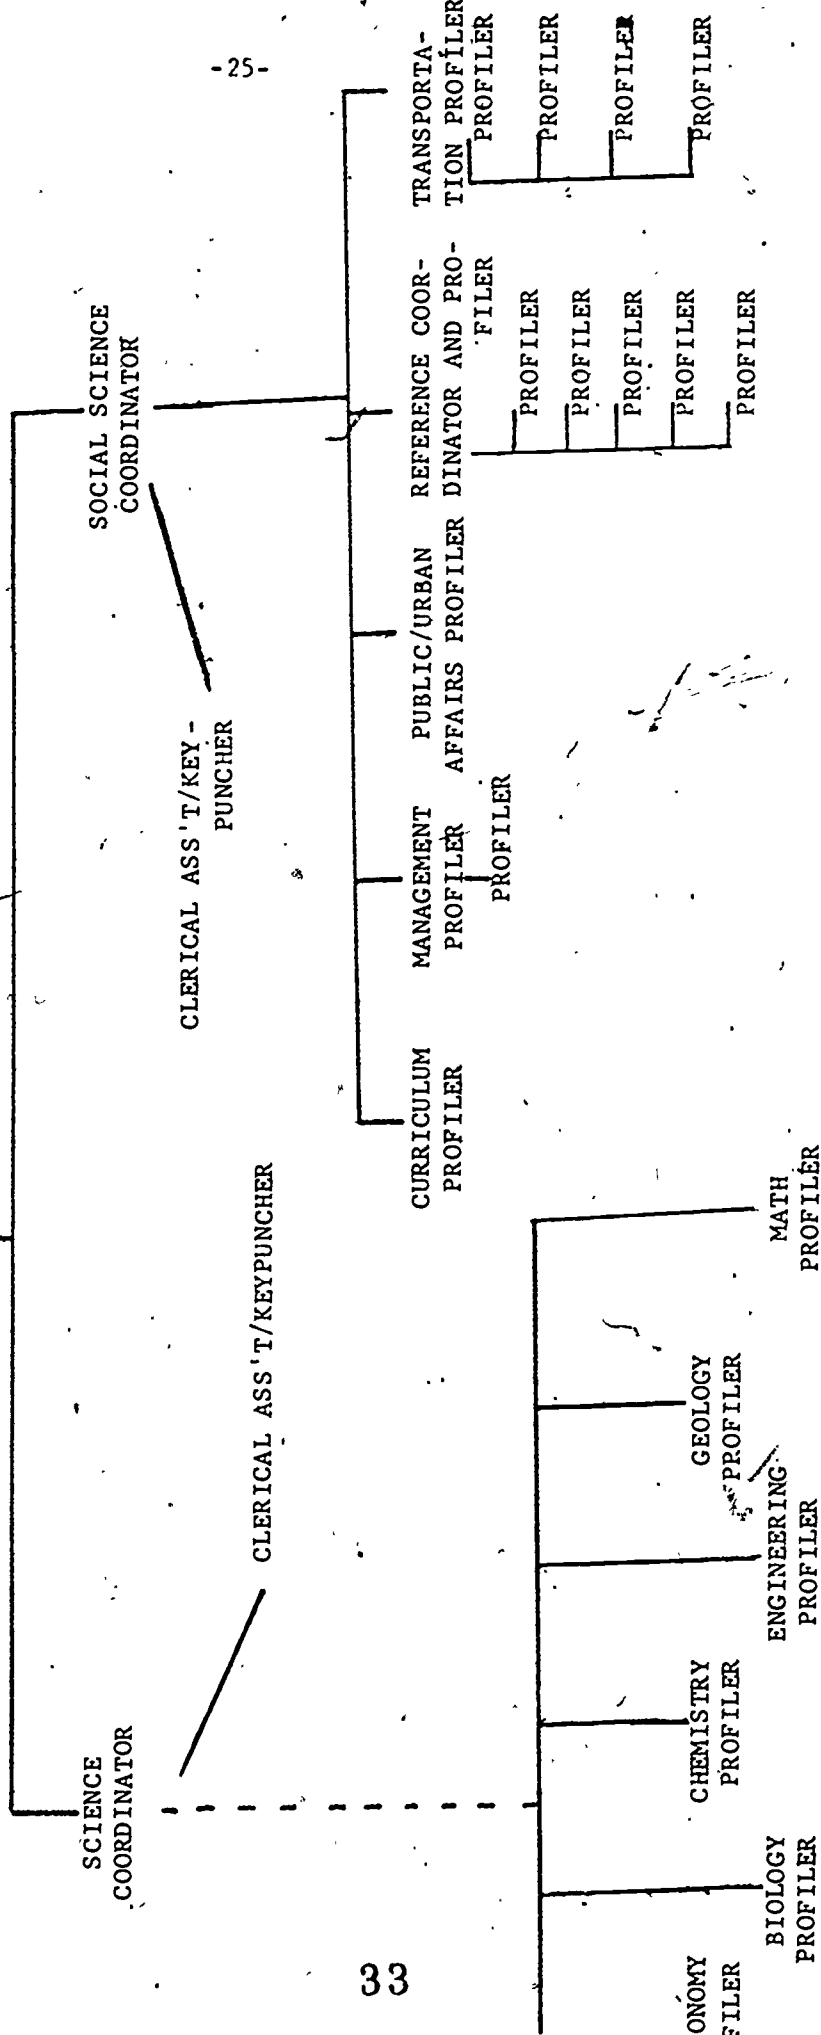 -25-
SCIENCE
COORDINATOR
SOCIAL SCIENCE
COORDINATOR
CLERICAL ASS'T/KEYPUNCHER
CLERICAL ASS'T/KEY-
PUNCHER
CURRICULUM
PROFILER
MANAGEMENT
PROFILER
PROFILER
PUBLIC/URBAN
AFFAIRS PROFILER
REFERENCE COOR-
DINATOR AND PRO-
FILER
PROFILER
PROFILER
PROFILER
PROFILER
PROFILER
TRANSPORTA-
TION PROFILER
PROFILER
PROFILER
PROFILER
PROFILER
ONOMY
FILER
BIOLOGY
PROFILER
CHEMISTRY
PROFILER
ENGINEERING
PROFILER
GEOLOGY
PROFILER
MATH
PROFILER
33